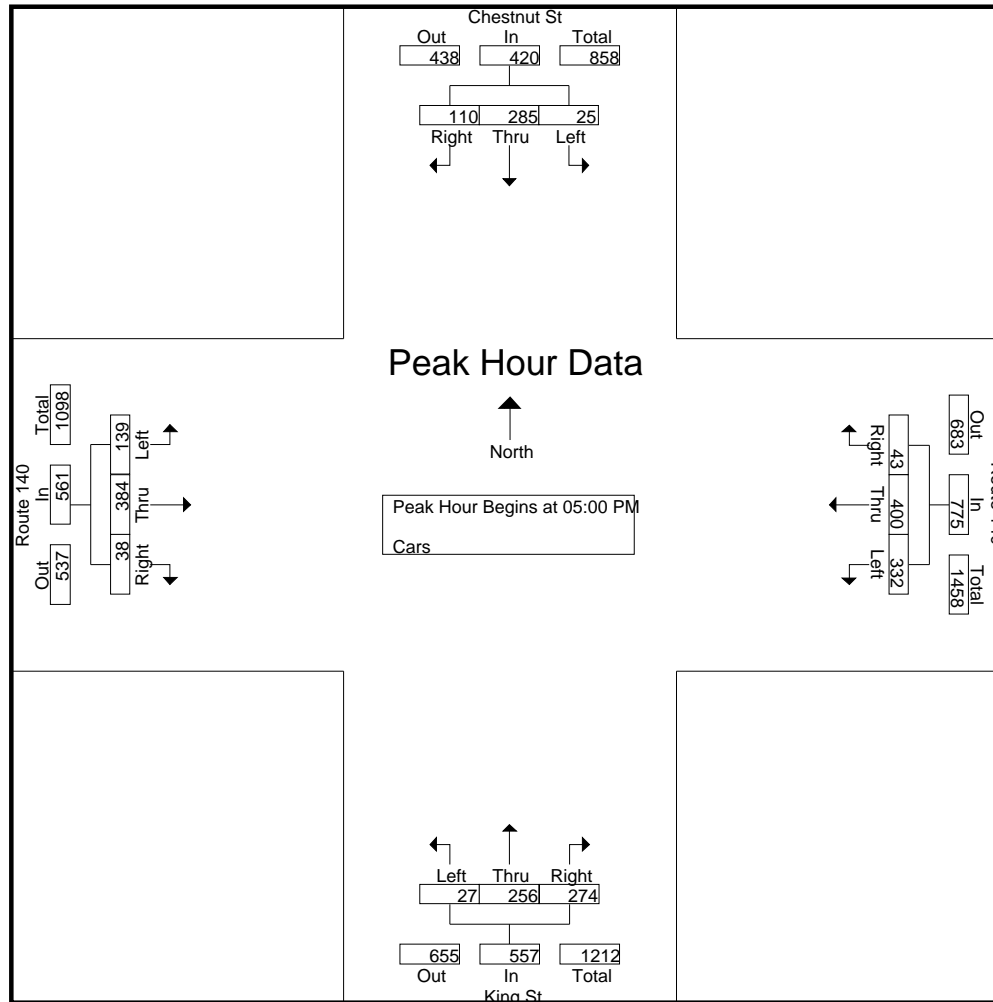 Chestnut St
Out In Total
438 420 858
110 285 25
Right Thru Left
Peak Hour Data
North
Peak Hour Begins at 05:00 PM
Cars
Route 140
Total In Out
1098 561 537
139 384 38
Left Thru Right
Out In Total
683 775 1458
43 400 332
Right Thru Left
Left Thru Right
27 256 274
655 557 1212
Out In Total
King St